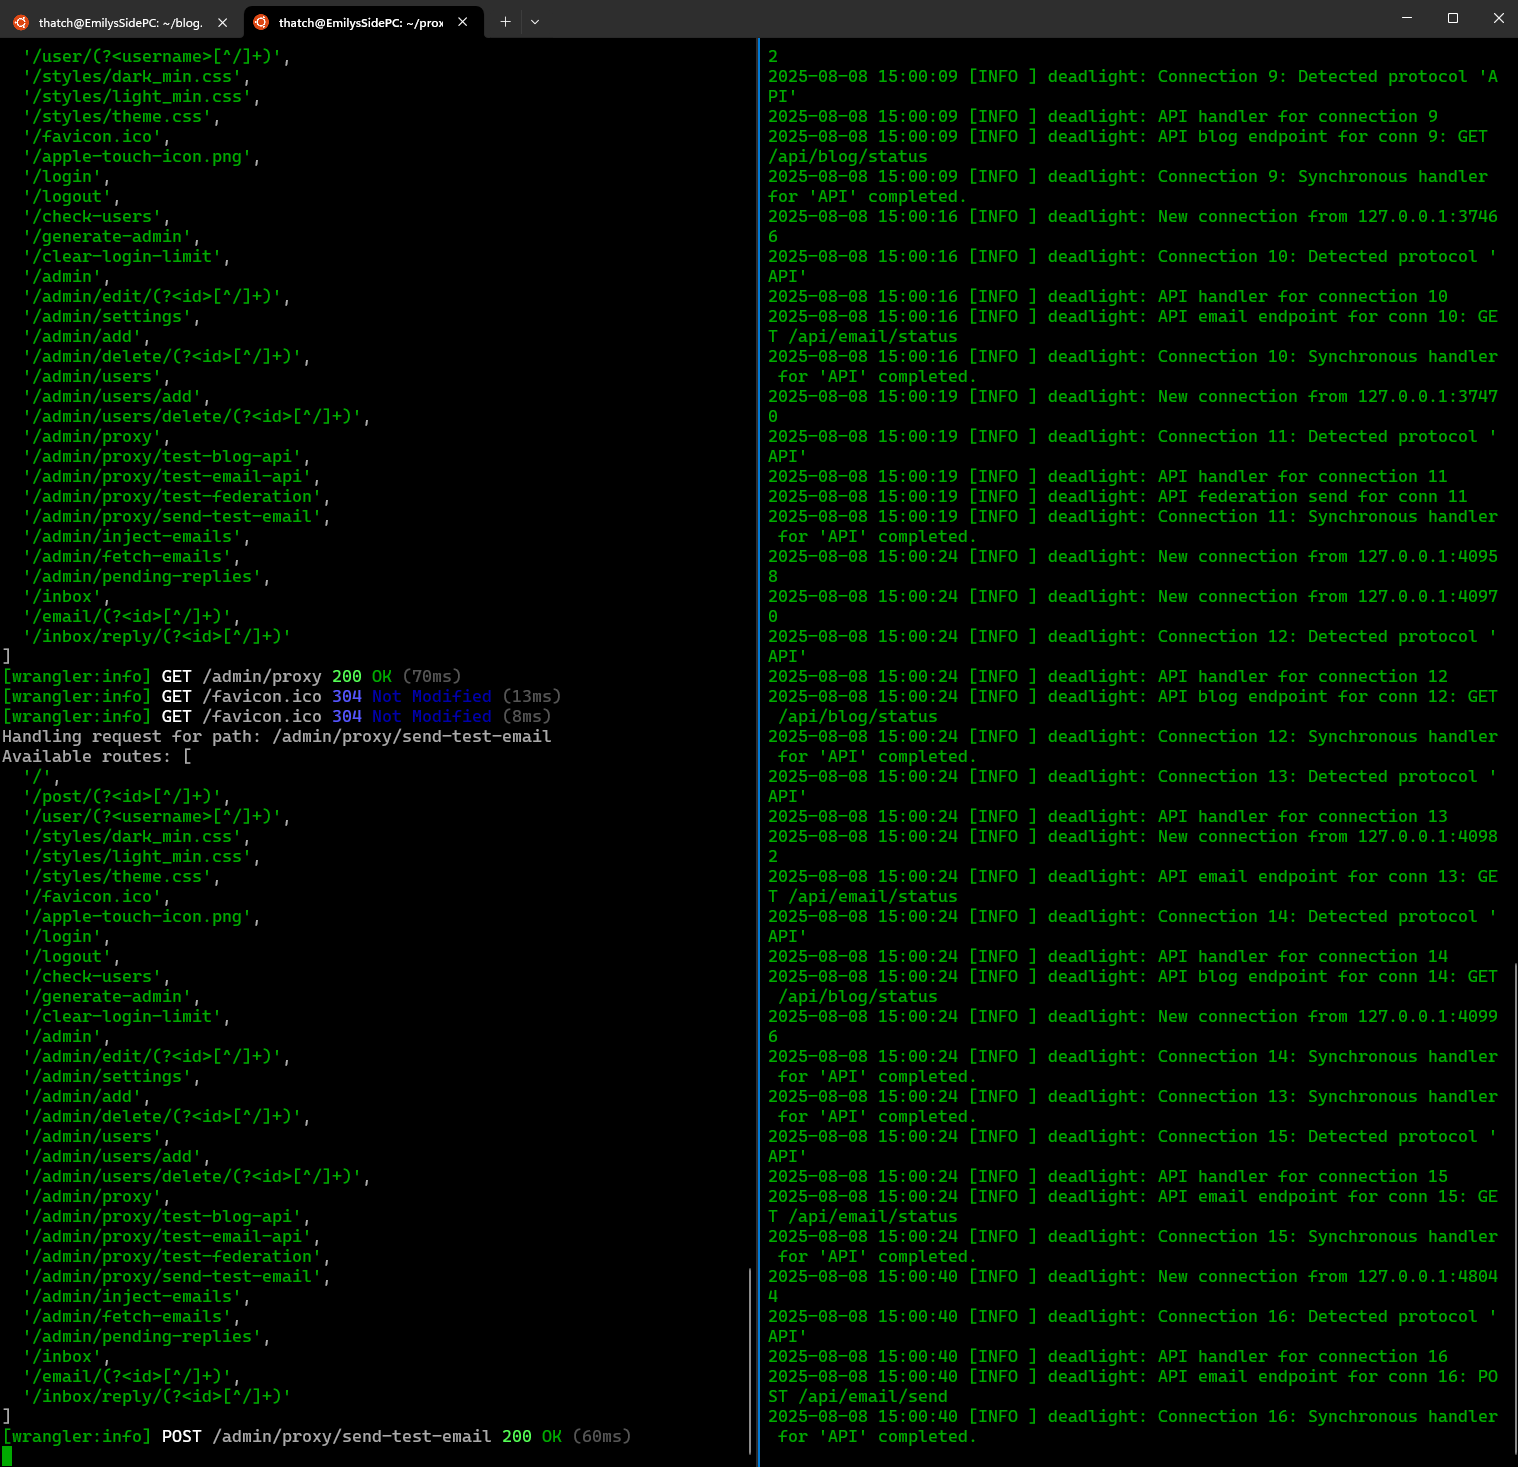 thatch@EmilysSidePC: ~/blog.
thatch@EmilysSidePC: ~/prox
'/user/(?<username>[^/]+)',
'/styles/dark_min.css',
'/styles/light_min.css',
'/styles/theme.css',
'/favicon.ico',
'/apple-touch-icon.png',
'/login',
'/logout',
'/check-users',
'/generate-admin',
'/clear-login-limit',
'/admin',
'/admin/edit/(?<id>[^/]+)',
'/admin/settings',
'/admin/add',
'/admin/delete/(?<id>[^/]+)',
'/admin/users',
'/admin/users/add',
'/admin/users/delete/(?<id>[^/]+)',
'/admin/proxy',
'/admin/proxy/test-blog-api',
'/admin/proxy/test-email-api',
'/admin/proxy/test-federation',
'/admin/proxy/send-test-email',
'/admin/inject-emails',
'/admin/fetch-emails',
'/admin/pending-replies',
'/inbox',
'/email/(?<id>[^/]+)',
'/inbox/reply/(?<id>[^/]+)'
]
[wrangler:info] GET /admin/proxy 200 OK (70ms)
[wrangler:info] GET /favicon.ico 304 Not Modified (13ms)
[wrangler:info] GET /favicon.ico 304 Not Modified (8ms)
Handling request for path: /admin/proxy/send-test-email
Available routes: [
'/',
'/post/(?<id>[^/]+)',
'/user/(?<username>[^/]+)',
'/styles/dark_min.css',
'/styles/light_min.css',
'/styles/theme.css',
'/favicon.ico',
'/apple-touch-icon.png',
'/login',
'/logout',
'/check-users',
'/generate-admin',
'/clear-login-limit',
'/admin',
'/admin/edit/(?<id>[^/]+)',
'/admin/settings',
'/admin/add',
'/admin/delete/(?<id>[^/]+)',
'/admin/users',
'/admin/users/add',
'/admin/users/delete/(?<id>[^/]+)',
'/admin/proxy',
'/admin/proxy/test-blog-api',
'/admin/proxy/test-email-api',
'/admin/proxy/test-federation',
'/admin/proxy/send-test-email',
'/admin/inject-emails',
'/admin/fetch-emails',
'/admin/pending-replies',
'/inbox',
'/email/(?<id>[^/]+)',
'/inbox/reply/(?<id>[^/]+)'
]
[wrangler:info] POST /admin/proxy/send-test-email 200 OK (60ms)
2
2025-08-08 15:00:09 [INFO ] deadlight: Connection 9: Detected protocol 'A
PI'
2025-08-08 15:00:09 [INFO ] deadlight: API handler for connection 9
2025-08-08 15:00:09 [INFO ] deadlight: API blog endpoint for conn 9: GET
/api/blog/status
2025-08-08 15:00:09 [INFO ] deadlight: Connection 9: Synchronous handler
for 'API' completed.
2025-08-08 15:00:16 [INFO ] deadlight: New connection from 127.0.0.1:3746
6
2025-08-08 15:00:16 [INFO ] deadlight: Connection 10: Detected protocol '
API'
2025-08-08 15:00:16 [INFO ] deadlight: API handler for connection 10
2025-08-08 15:00:16 [INFO ] deadlight: API email endpoint for conn 10: GE
T /api/email/status
2025-08-08 15:00:16 [INFO ] deadlight: Connection 10: Synchronous handler
for 'API' completed.
2025-08-08 15:00:19 [INFO ] deadlight: New connection from 127.0.0.1:3747
0
2025-08-08 15:00:19 [INFO ] deadlight: Connection 11: Detected protocol '
API'
2025-08-08 15:00:19 [INFO ] deadlight: API handler for connection 11
2025-08-08 15:00:19 [INFO ] deadlight: API federation send for conn 11
2025-08-08 15:00:19 [INFO ] deadlight: Connection 11: Synchronous handler
for 'API' completed.
2025-08-08 15:00:24 [INFO ] deadlight: New connection from 127.0.0.1:4095
8
2025-08-08 15:00:24 [INFO ] deadlight: New connection from 127.0.0.1:4097
0
2025-08-08 15:00:24 [INFO ] deadlight: Connection 12: Detected protocol '
API'
2025-08-08 15:00:24 [INFO ] deadlight: API handler for connection 12
2025-08-08 15:00:24 [INFO ] deadlight: API blog endpoint for conn 12: GET
/api/blog/status
2025-08-08 15:00:24 [INFO ] deadlight: Connection 12: Synchronous handler
for 'API' completed.
2025-08-08 15:00:24 [INFO ] deadlight: Connection 13: Detected protocol '
API'
2025-08-08 15:00:24 [INFO ] deadlight: API handler for connection 13
2025-08-08 15:00:24 [INFO ] deadlight: New connection from 127.0.0.1:4098
2
2025-08-08 15:00:24 [INFO ] deadlight: API email endpoint for conn 13: GE
T /api/email/status
2025-08-08 15:00:24 [INFO ] deadlight: Connection 14: Detected protocol '
API'
2025-08-08 15:00:24 [INFO ] deadlight: API handler for connection 14
2025-08-08 15:00:24 [INFO ] deadlight: API blog endpoint for conn 14: GET
/api/blog/status
2025-08-08 15:00:24 [INFO ] deadlight: New connection from 127.0.0.1:4099
6
2025-08-08 15:00:24 [INFO ] deadlight: Connection 14: Synchronous handler
for 'API' completed.
2025-08-08 15:00:24 [INFO ] deadlight: Connection 13: Synchronous handler
for 'API' completed.
2025-08-08 15:00:24 [INFO ] deadlight: Connection 15: Detected protocol '
API'
2025-08-08 15:00:24 [INFO ] deadlight: API handler for connection 15
2025-08-08 15:00:24 [INFO ] deadlight: API email endpoint for conn 15: GE
T /api/email/status
2025-08-08 15:00:24 [INFO ] deadlight: Connection 15: Synchronous handler
for 'API' completed.
2025-08-08 15:00:40 [INFO ] deadlight: New connection from 127.0.0.1:4804
4
2025-08-08 15:00:40 [INFO ] deadlight: Connection 16: Detected protocol '
API'
2025-08-08 15:00:40 [INFO ] deadlight: API handler for connection 16
2025-08-08 15:00:40 [INFO ] deadlight: API email endpoint for conn 16: PO
ST /api/email/send
2025-08-08 15:00:40 [INFO ] deadlight: Connection 16: Synchronous handler
for 'API' completed.